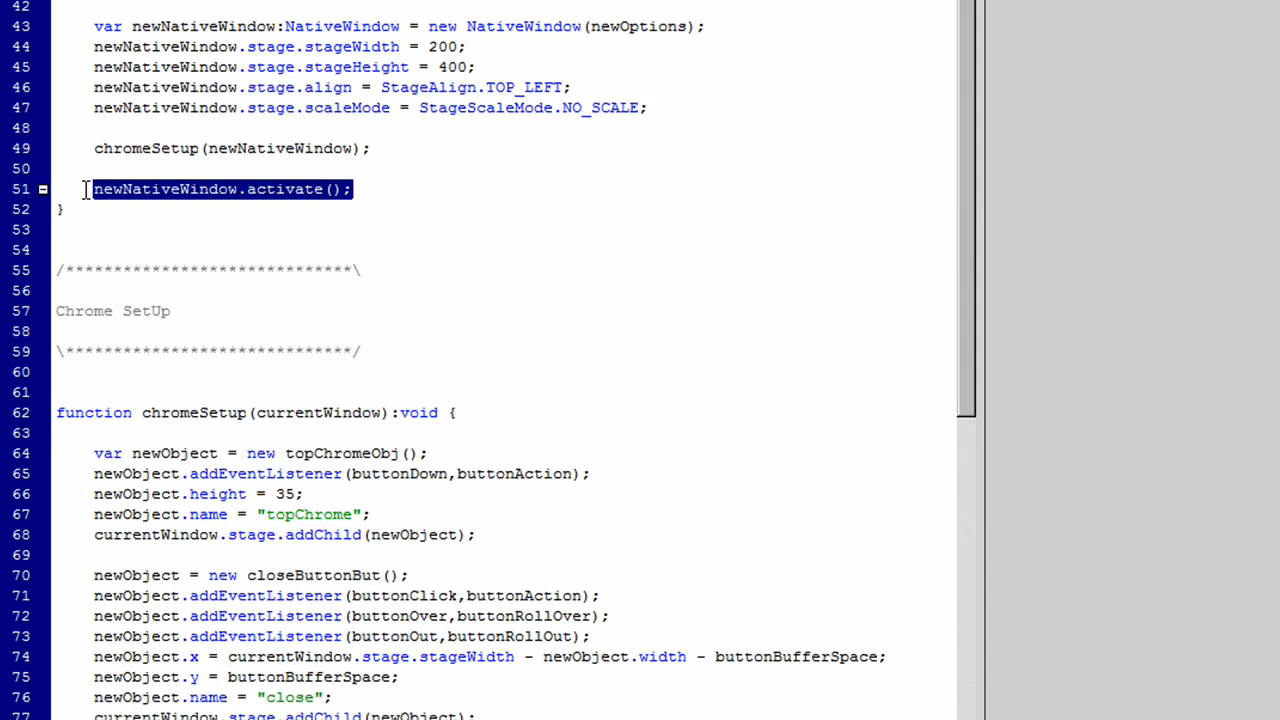 42
43 var newNativeWindow:NativeWindow = new NativeWindow(newOptions);
44 newNativeWindow.stage.stageWidth = 200;
45 newNativeWindow.stage.stageHeight = 400;
46 newNativeWindow.stage.align = StageAlign.TOP_LEFT;
47 newNativeWindow.stage.scaleMode = StageScaleMode.NO_SCALE;
48
49 chromeSetup(newNativeWindow);
50
51 newNativeWindow.activate();
52 }
53
54
55 /******************************\
56
57 Chrome SetUp
58
59 \******************************/
60
61
62 function chromeSetup(currentWindow):void {
63
64 var newObject = new topChromeObj();
65 newObject.addEventListener(buttonDown,buttonAction);
66 newObject.height = 35;
67 newObject.name = "topChrome";
68 currentWindow.stage.addChild(newObject);
69
70 newObject = new closeButtonBut();
71 newObject.addEventListener(buttonClick,buttonAction);
72 newObject.addEventListener(buttonOver,buttonRollOver);
73 newObject.addEventListener(buttonOut,buttonRollOut);
74 newObject.x = currentWindow.stage.stageWidth - newObject.width - buttonBufferSpace;
75 newObject.y = buttonBufferSpace;
76 newObject.name = "close";
77 currentWindow.stage.addChild(newObject);